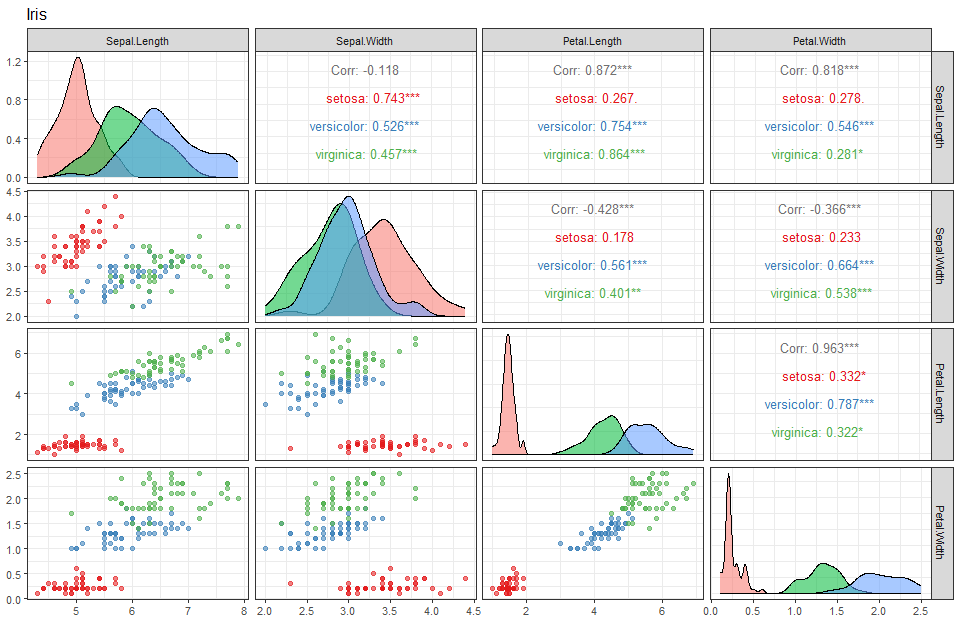 Iris
Sepal.Length Sepal.Width Petal.Length Petal.Width
1.2
0.8
0.4
0.0
Corr: -0.118
setosa: 0.743***
versicolor: 0.526***
virginica: 0.457***
Corr: 0.872***
setosa: 0.267.
versicolor: 0.754***
virginica: 0.864***
Corr: 0.818***
setosa: 0.278.
versicolor: 0.546***
virginica: 0.281*
Sepal.Length
4.5
4.0
3.5
3.0
2.5
2.0
Corr: -0.428***
setosa: 0.178
versicolor: 0.561***
virginica: 0.401**
Corr: -0.366***
setosa: 0.233
versicolor: 0.664***
virginica: 0.538***
Sepal.Width
6
4
2
Corr: 0.963***
setosa: 0.332*
versicolor: 0.787***
virginica: 0.322*
Petal.Length
2.5
2.0
1.5
1.0
0.5
0.0
Petal.Width
5 6 7 8
2.0 2.5 3.0 3.5 4.0 4.5
2 4 6
0.0 0.5 1.0 1.5 2.0 2.5